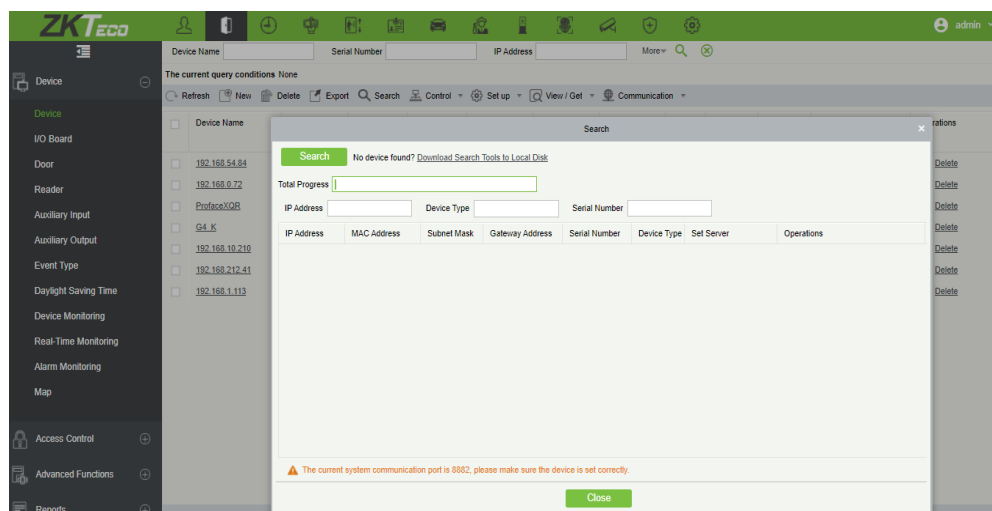 ZKTeco
admin
Device Name Serial Number IP Address More
The current query conditions None
Refresh New Delete Export Search Control Set up View / Get Communication
Device
Device
I/O Board
Door
Reader
Auxiliary Input
Auxiliary Output
Event Type
Daylight Saving Time
Device Monitoring
Real-Time Monitoring
Alarm Monitoring
Map
Access Control
Advanced Functions
Reports
Device Name
192.168.54.84
192.168.0.72
ProfaceXQR
G4_K
192.168.10.210
192.168.212.41
192.168.1.113
Search
Search No device found? Download Search Tools to Local Disk
Total Progress
IP Address Device Type Serial Number
IP Address MAC Address Subnet Mask Gateway Address Serial Number Device Type Set Server Operations
The current system communication port is 8882, please make sure the device is set correctly.
Close
rations
Delete
Delete
Delete
Delete
Delete
Delete
Delete